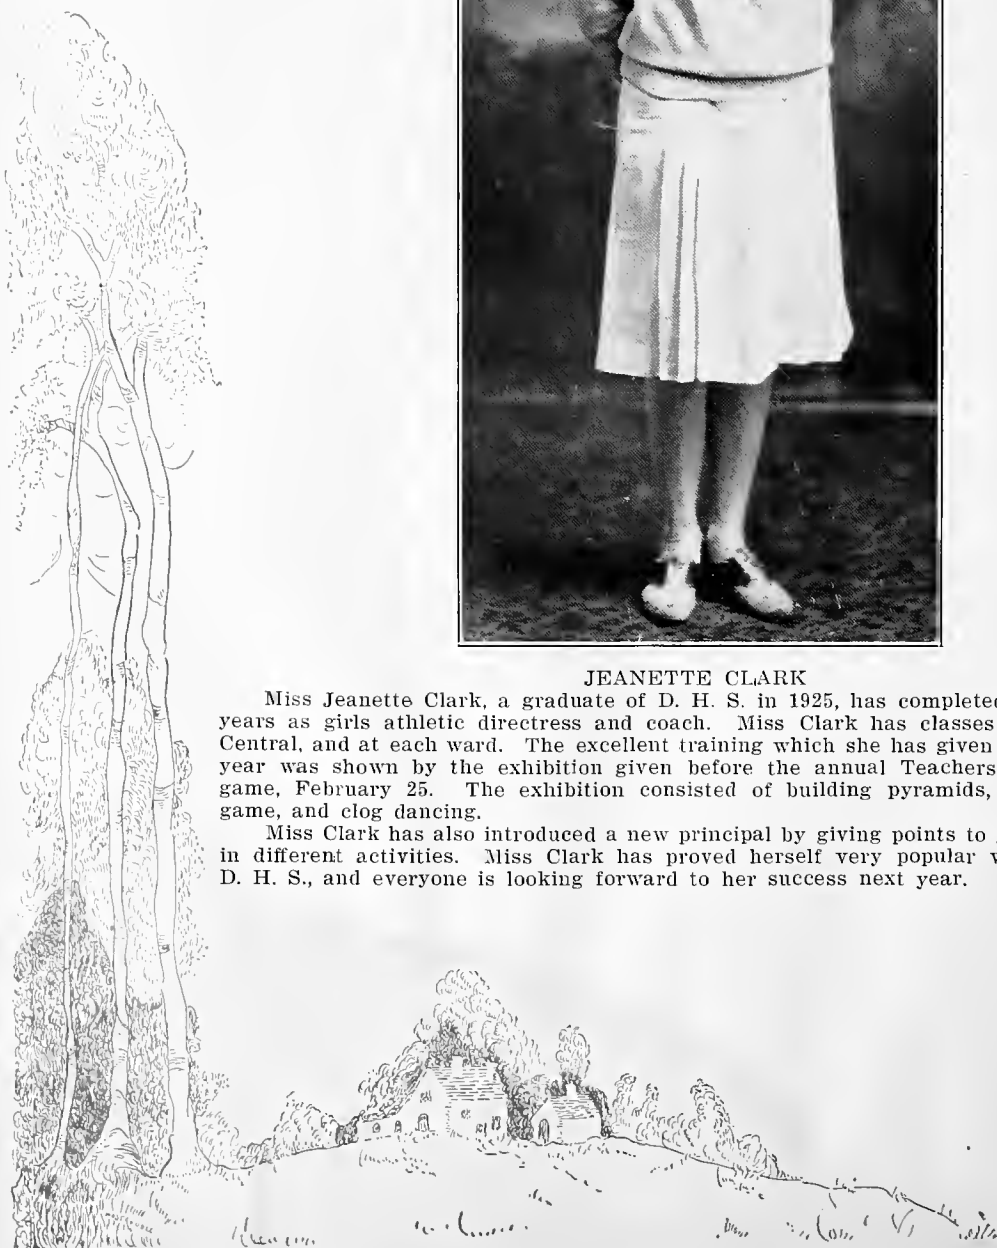 JEANETTE CLARK
Miss Jeanette Clark, a graduate of D. H. S. in 1925, has completed
years as girls athletic directress and coach. Miss Clark has classes
Central, and at each ward. The excellent training which she has given
year was shown by the exhibition given before the annual Teachers
game, February 25. The exhibition consisted of building pyramids,
game, and clog dancing.
Miss Clark has also introduced a new principal by giving points to
in different activities. Miss Clark has proved herself very popular
D. H. S., and everyone is looking forward to her success next year.